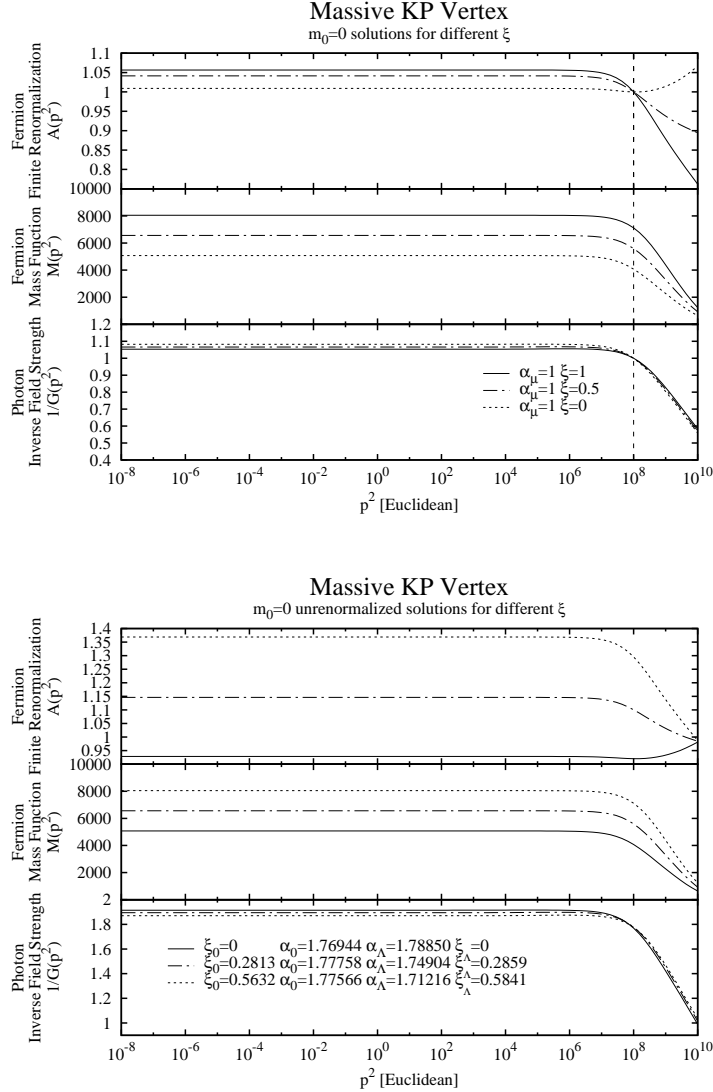 Massive KP Vertex
m0=0 solutions for different ξ
Fermion
Finite Renormalization
A(p²)
1.1
1.05
1
0.95
0.9
0.85
0.8
Fermion
Mass Function
M(p²)
10000
8000
6000
4000
2000
Photon
Inverse Field Strength
1/G(p²)
1.2
1.1
1
0.9
0.8
0.7
0.6
0.5
0.4
αμ=1 ξ=1
αμ=1 ξ=0.5
αμ=1 ξ=0
10⁻⁸ 10⁻⁶ 10⁻⁴ 10⁻² 10⁰ 10² 10⁴ 10⁶ 10⁸ 10¹⁰
p² [Euclidean]
Massive KP Vertex
m0=0 unrenormalized solutions for different ξ
Fermion
Finite Renormalization
A(p²)
1.4
1.35
1.3
1.25
1.2
1.15
1.1
1.05
1
0.95
Fermion
Mass Function
M(p²)
10000
8000
6000
4000
2000
Photon
Inverse Field Strength
1/G(p²)
2
1.8
1.6
1.4
1.2
1
ξ0=0 α0=1.76944 αΛ=1.78850 ξΛ=0
ξ0=0.2813 α0=1.77758 αΛ=1.74904 ξΛ=0.2859
ξ0=0.5632 α0=1.77566 αΛ=1.71216 ξΛ=0.5841
10⁻⁸ 10⁻⁶ 10⁻⁴ 10⁻² 10⁰ 10² 10⁴ 10⁶ 10⁸ 10¹⁰
p² [Euclidean]